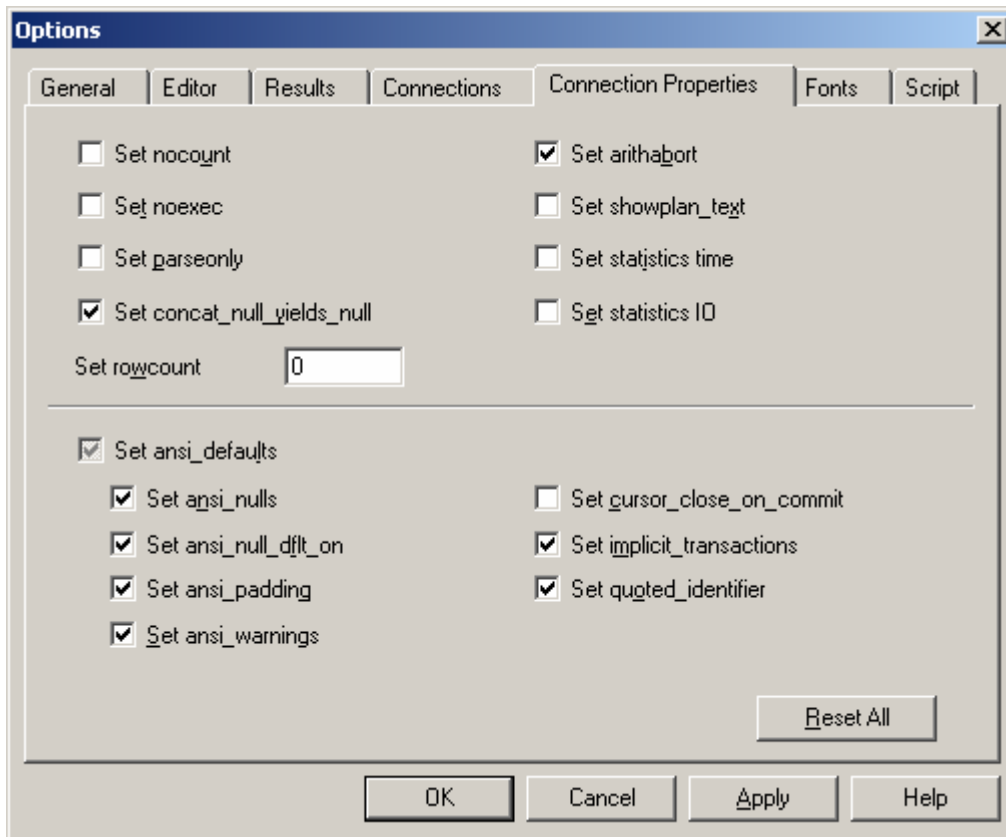 Options
General Editor Results Connections Connection Properties Fonts Script
Set nocount
Set arithabort
Set noexec
Set showplan_text
Set parseonly
Set statistics time
Set concat_null_yields_null
Set statistics IO
Set rowcount 0
Set ansi_defaults
Set ansi_nulls
Set cursor_close_on_commit
Set ansi_null_dflt_on
Set implicit_transactions
Set ansi_padding
Set quoted_identifier
Set ansi_warnings
Reset All
OK Cancel Apply Help